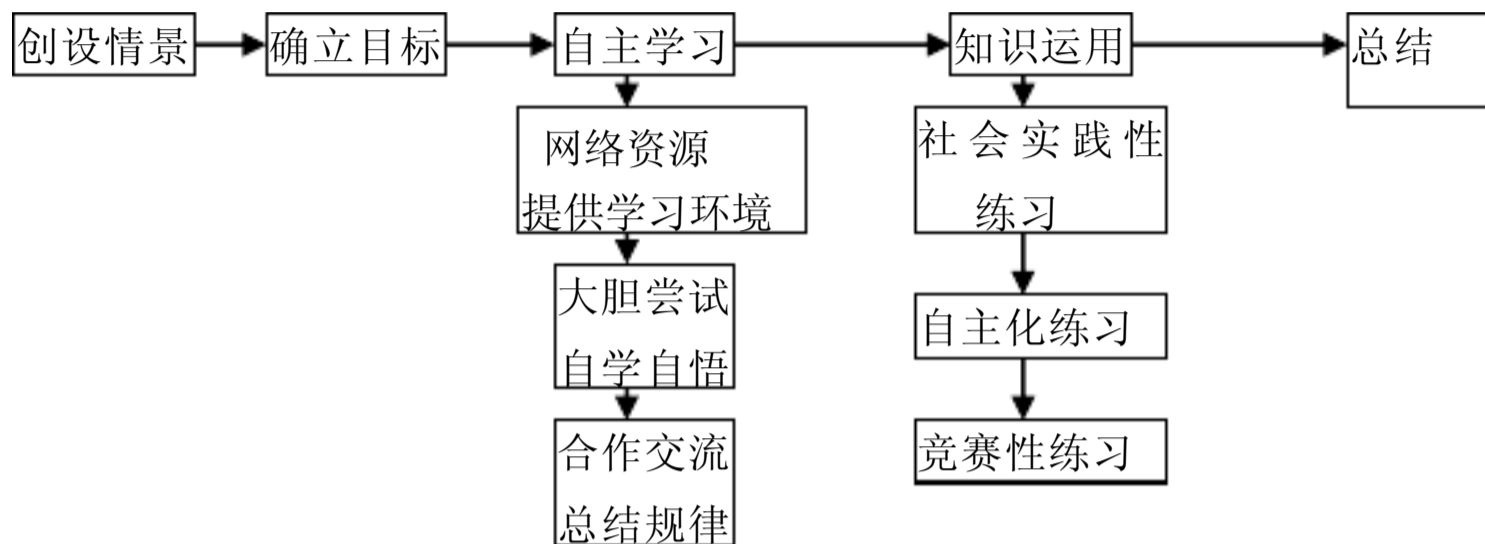 创设情景
确立目标
自主学习
知识运用
总结
网络资源
提供学习环境
大胆尝试
自学自悟
合作交流
总结规律
社会实践性
练习
自主化练习
竞赛性练习